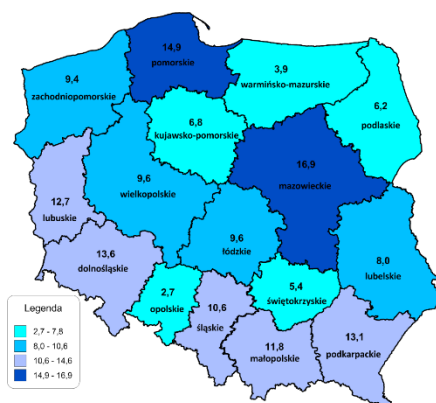 14,9
pomorskie
3,9
warmińsko-mazurskie
9,4
zachodniopomorskie
6,2
podlaskie
6,8
kujawsko-pomorskie
16,9
mazowieckie
9,6
wielkopolskie
12,7
lubuskie
9,6
łódzkie
8,0
lubelskie
13,6
dolnośląskie
2,7
opolskie
5,4
świętokrzyskie
10,6
śląskie
11,8
małopolskie
13,1
podkarpackie
Legenda
2,7 - 7,8
8,0 - 10,6
10,6 - 14,6
14,9 - 16,9